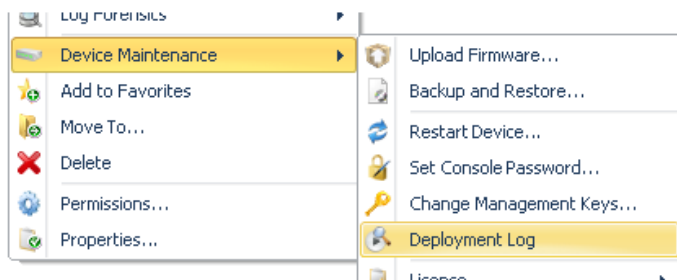 Log Forensics
Device Maintenance
Add to Favorites
Move To...
Delete
Permissions...
Properties...
Upload Firmware...
Backup and Restore...
Restart Device...
Set Console Password...
Change Management Keys...
Deployment Log
Licence